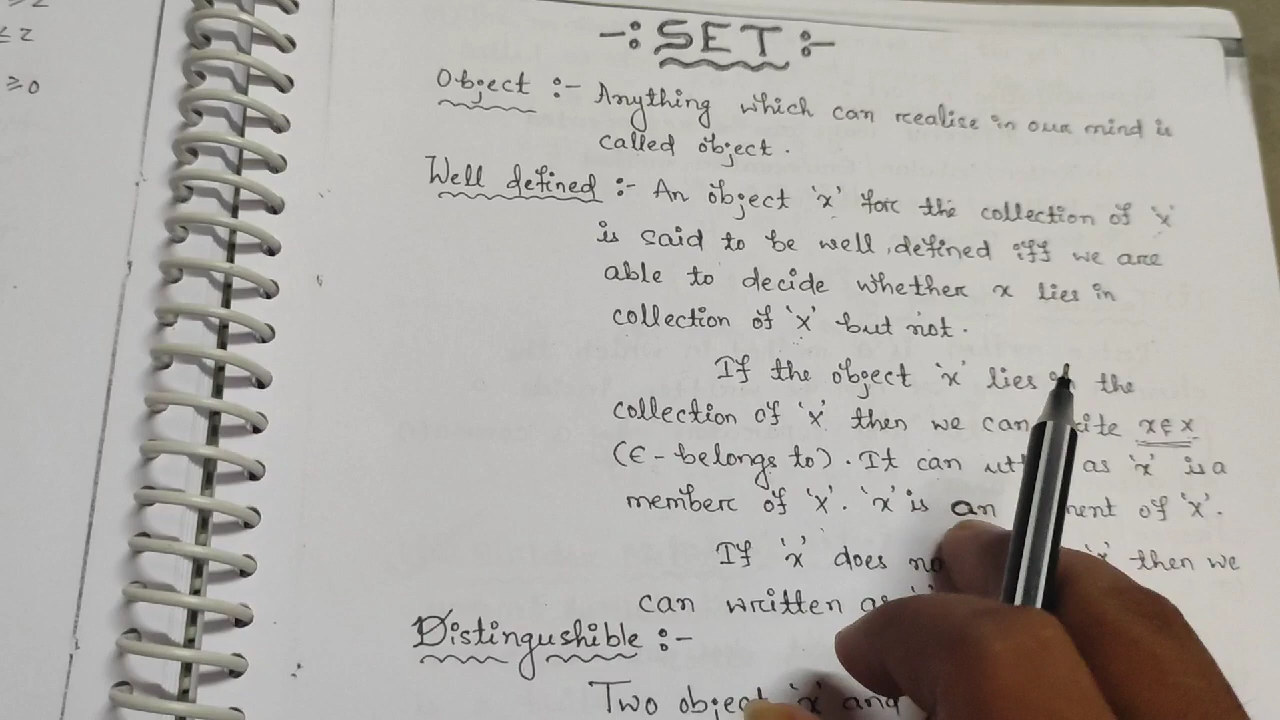 ≤ 2
≥0
-: SET :-
Object :- Anything which can realise in our mind is
called object.
Well defined :- An object 'x' for the collection of 'X'
is said to be well defined iff we are
able to decide whether x lies in
collection of 'X' but not.
If the object 'x' lies the
collection of 'X' then we can x∈X
(∈-belongs to). It can as 'x' is a
member of 'X'. 'x' is an of 'X'.
If 'x' does then we
can written as
Distingushible :-
Two object 'x' and